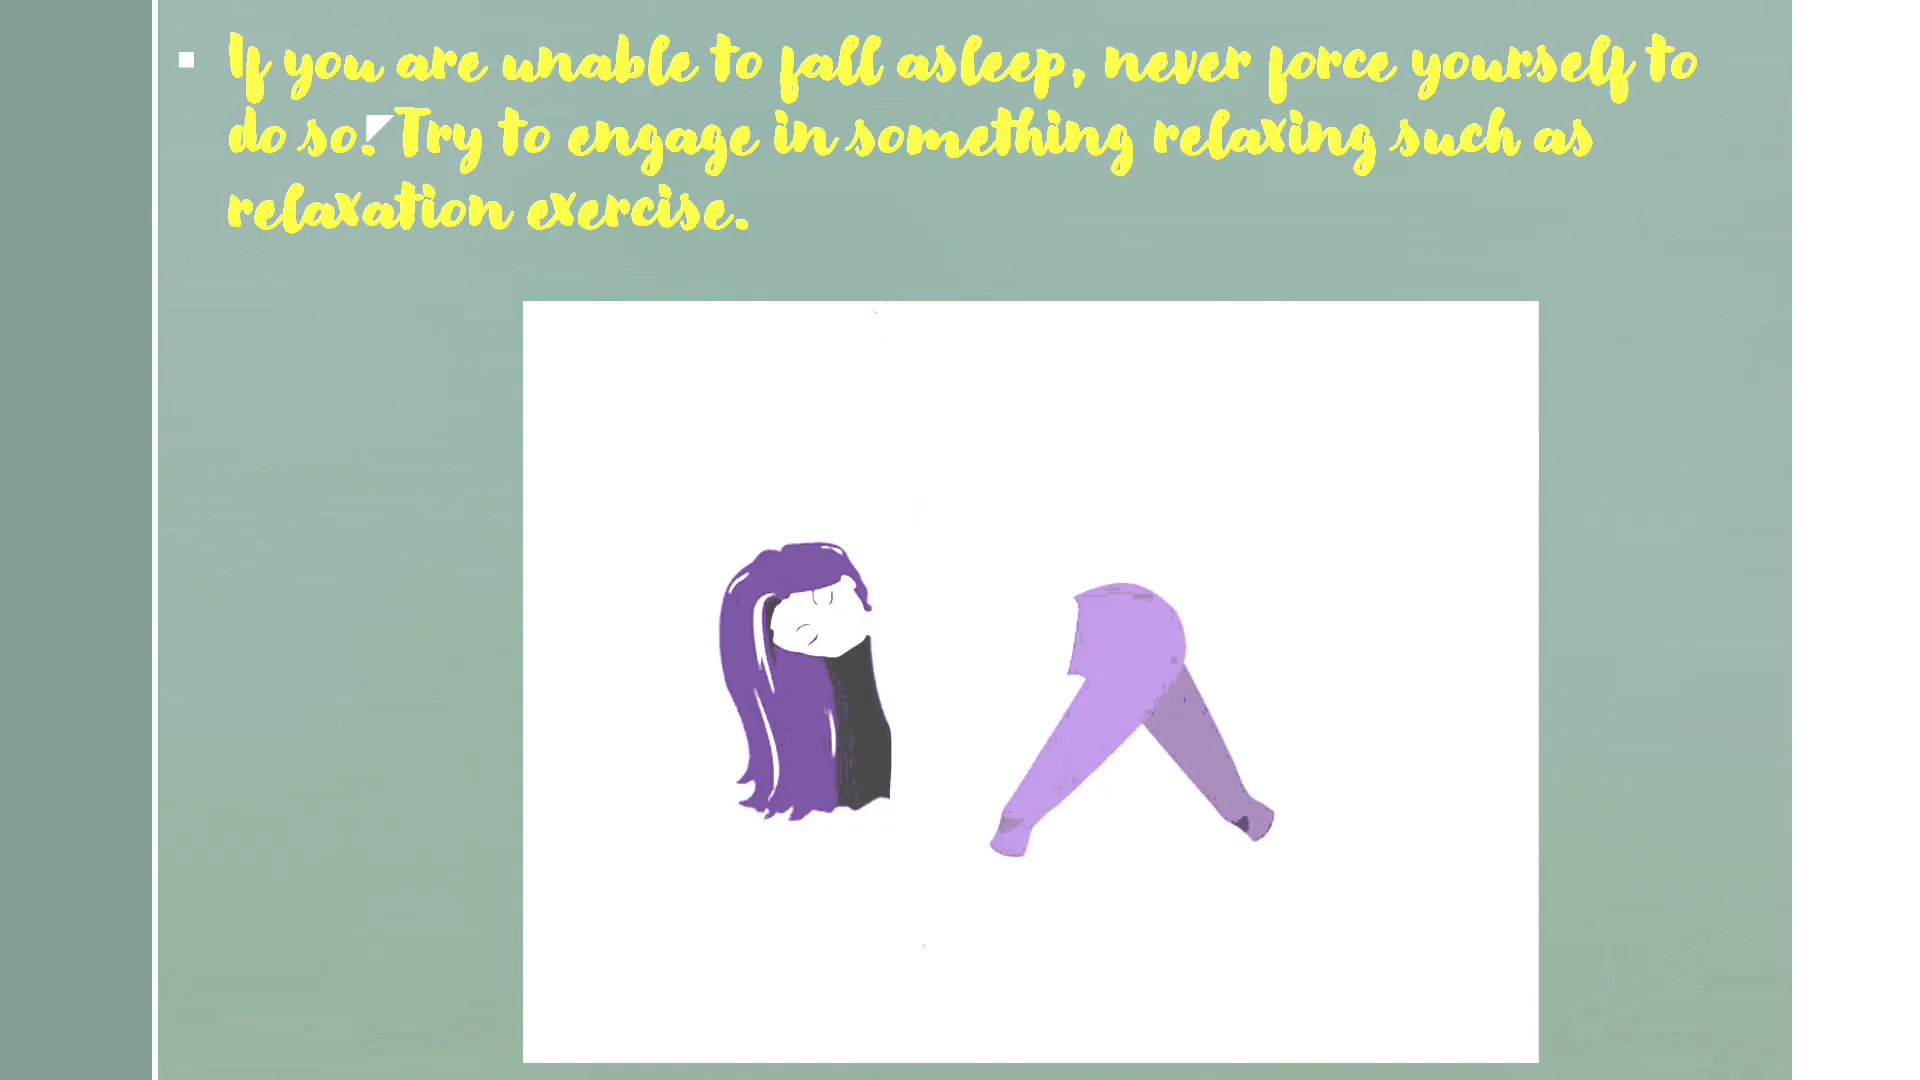 If you are unable to fall asleep, never force yourself to
do so. Try to engage in something relaxing such as
relaxation exercise.